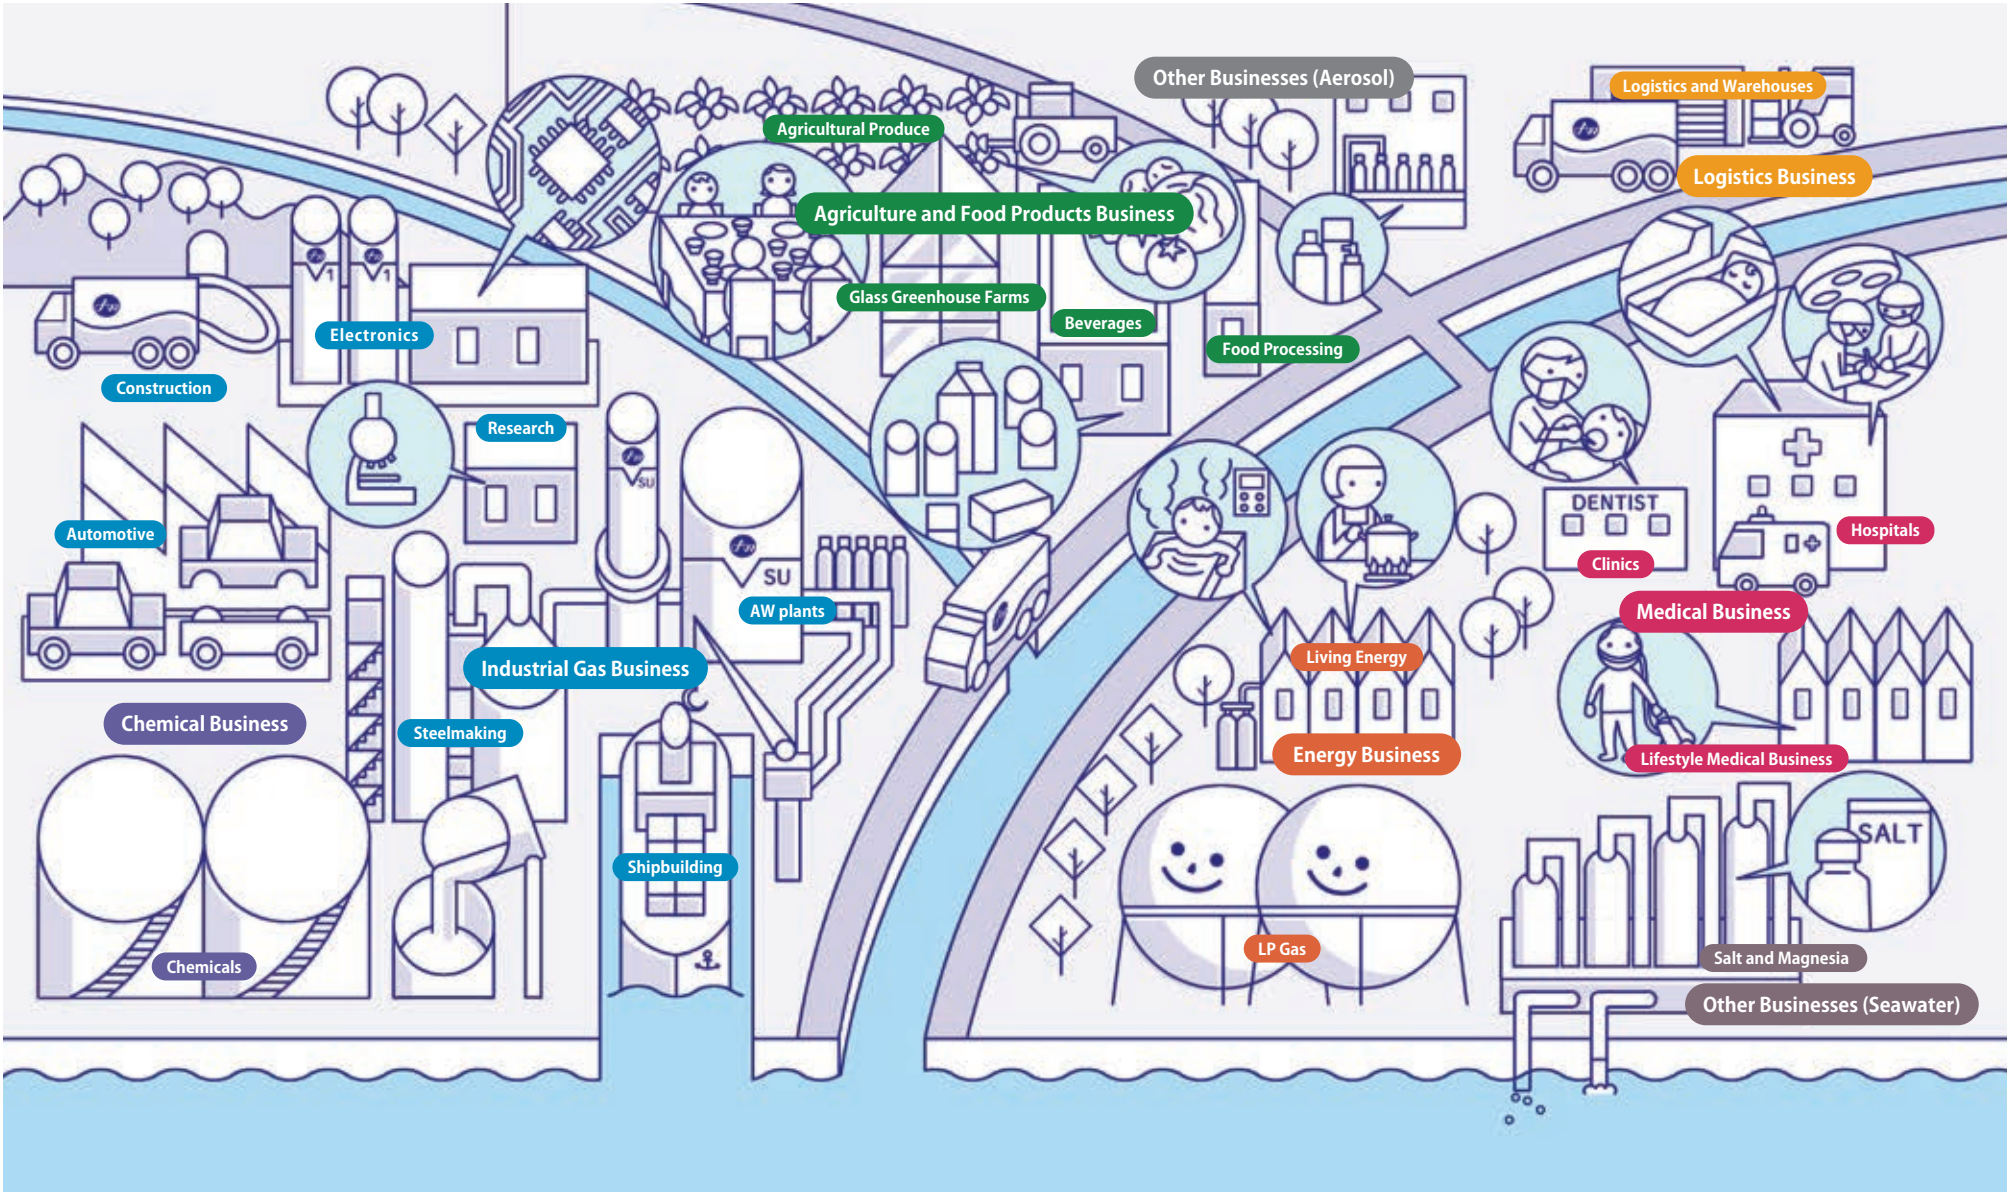 Other Businesses (Aerosol)
Logistics and Warehouses
Agricultural Produce
Logistics Business
Agriculture and Food Products Business
1
1
Glass Greenhouse Farms
Beverages
Electronics
Food Processing
Construction
Research
SU
DENTIST
Automotive
Hospitals
Clinics
SU
AW plants
Medical Business
Living Energy
Industrial Gas Business
Chemical Business
Steelmaking
Energy Business
Lifestyle Medical Business
SALT
Shipbuilding
LP Gas
Salt and Magnesia
Chemicals
Other Businesses (Seawater)